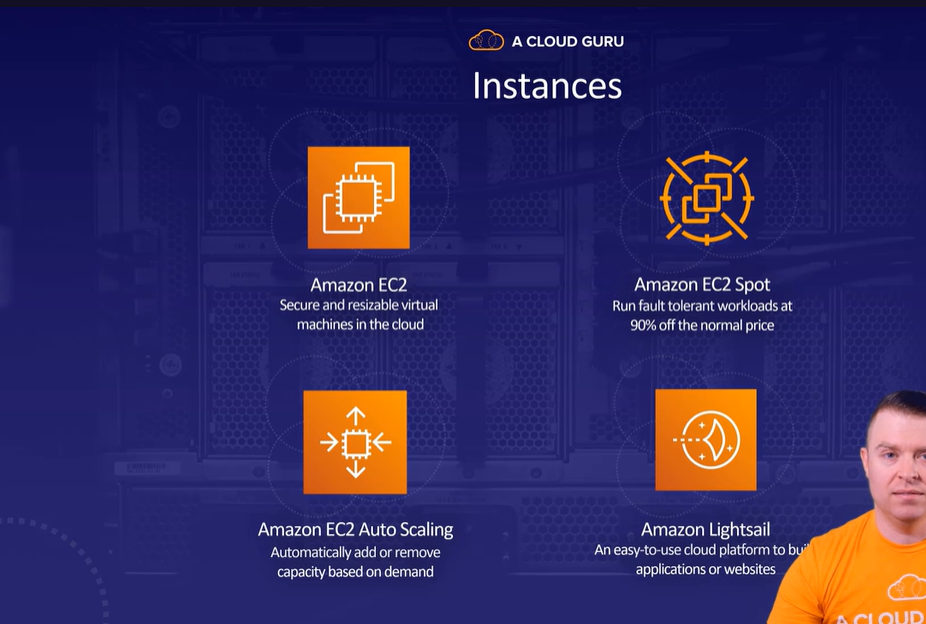 A CLOUD GURU
Instances
Amazon EC2
Secure and resizable virtual
machines in the cloud
Amazon EC2 Spot
Run fault tolerant workloads at
90% off the normal price
Amazon EC2 Auto Scaling
Automatically add or remove
capacity based on demand
Amazon Lightsail
An easy-to-use cloud platform to
applications or websites
A CLOUD